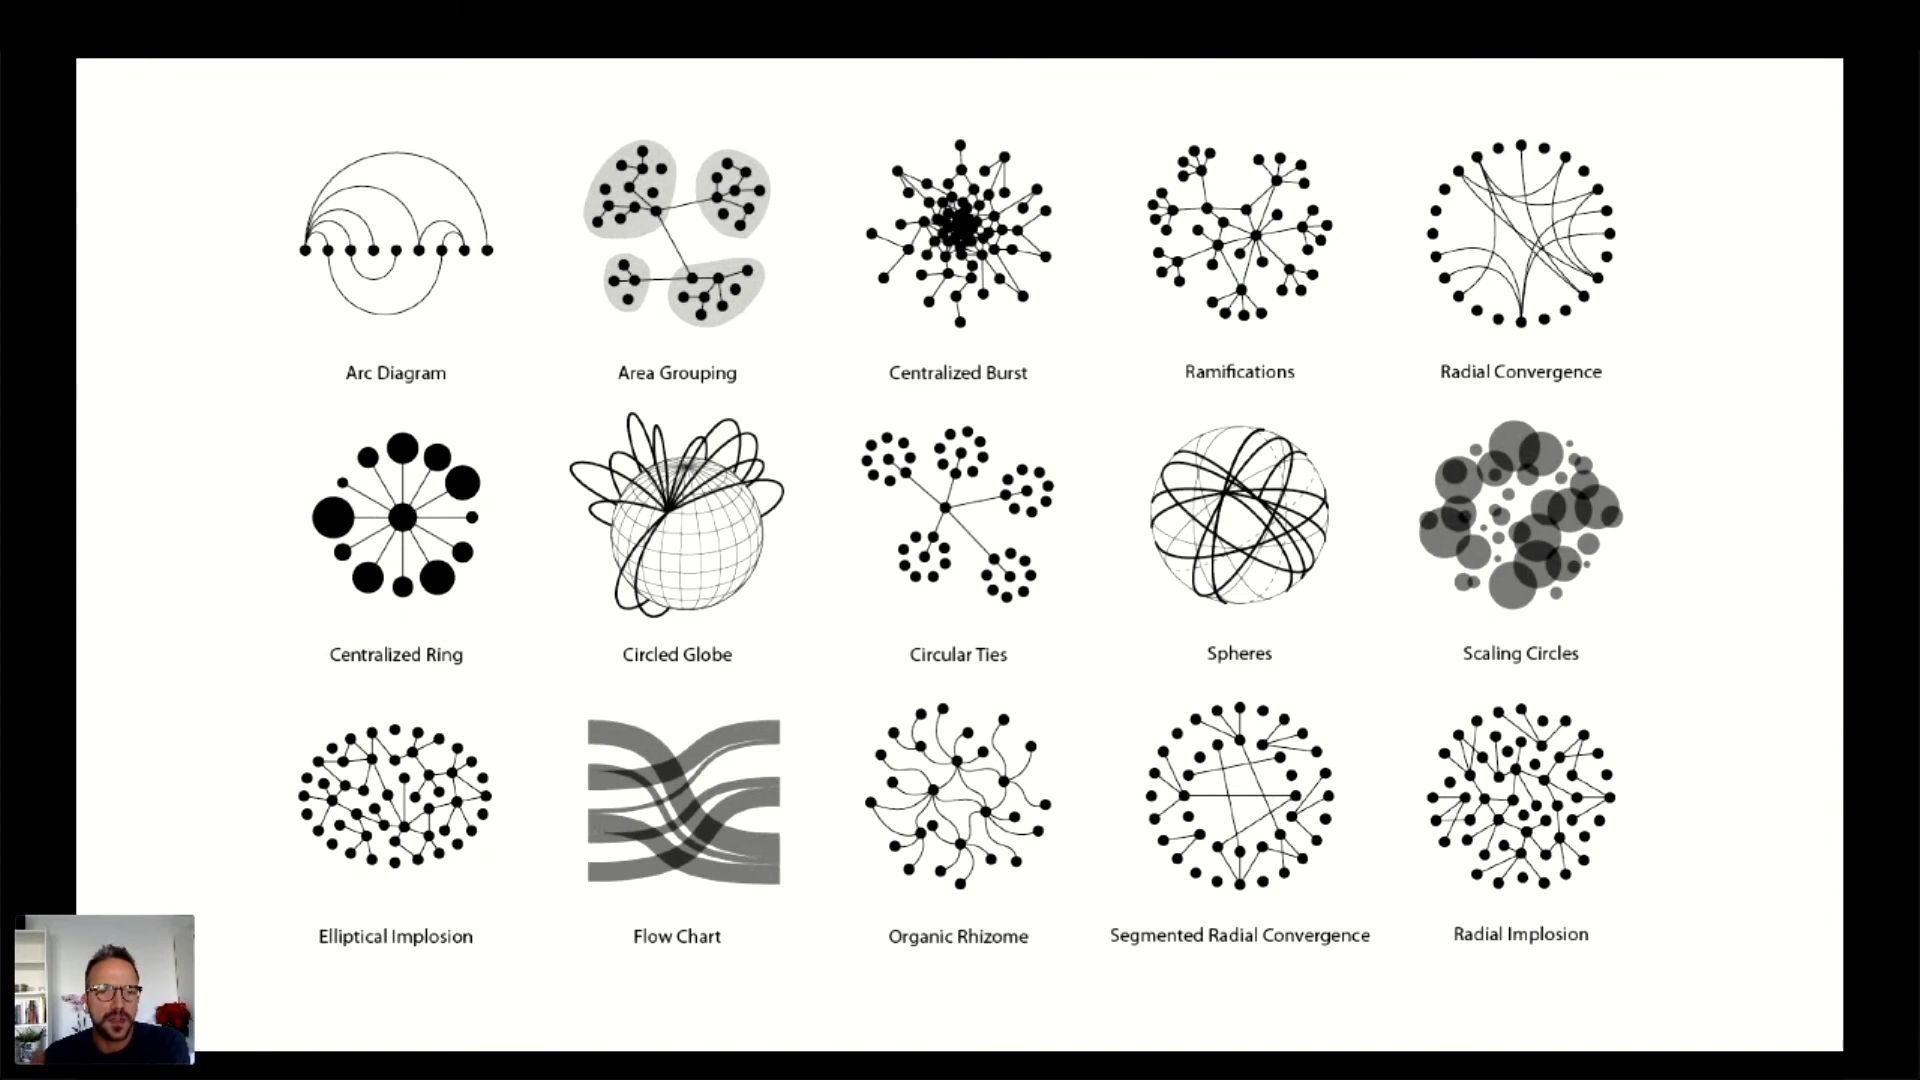 Arc Diagram
Area Grouping
Centralized Burst
Ramifications
Radial Convergence
Centralized Ring
Circled Globe
Circular Ties
Spheres
Scaling Circles
Elliptical Implosion
Flow Chart
Organic Rhizome
Segmented Radial Convergence
Radial Implosion